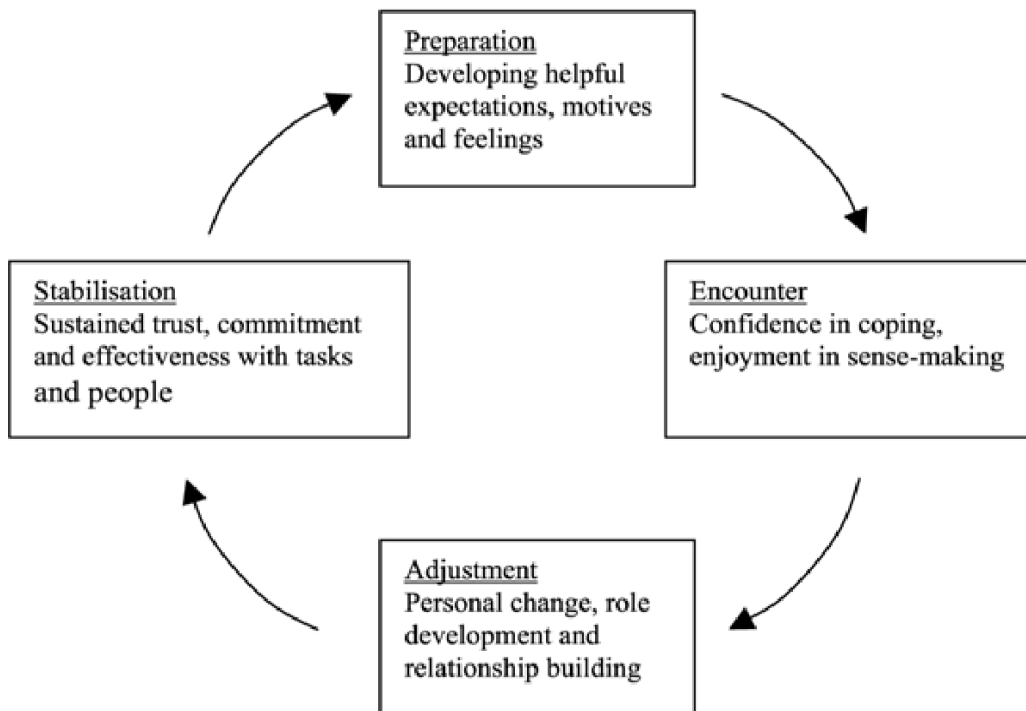 Preparation
Developing helpful
expectations, motives
and feelings
Stabilisation
Sustained trust, commitment
and effectiveness with tasks
and people
Encounter
Confidence in coping,
enjoyment in sense-making
Adjustment
Personal change, role
development and
relationship building